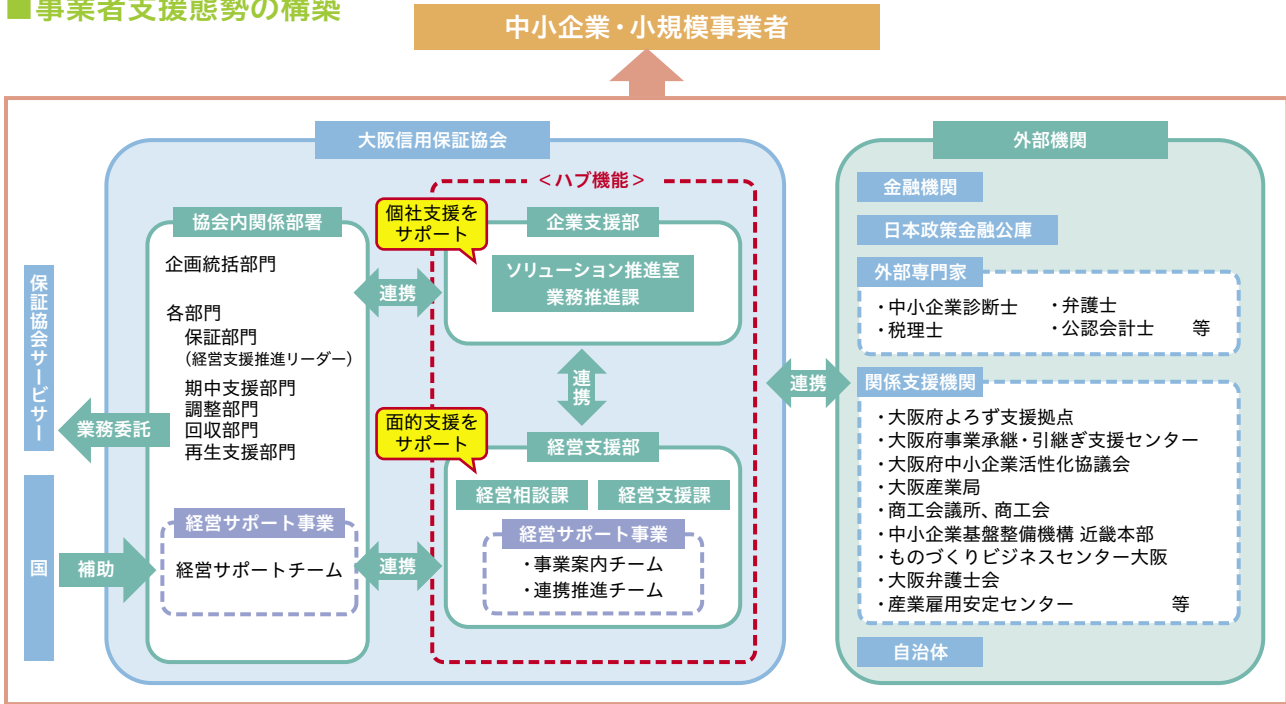 ■事業者支援態勢の構築
中小企業・小規模事業者
大阪信用保証協会
外部機関
<ハブ機能>
協会内関係部署
企画統括部門
各部門
保証部門
(経営支援推進リーダー)
期中支援部門
調整部門
回収部門
再生支援部門
経営サポート事業
経営サポートチーム
保証協会サービサー
業務委託
国
補助
連携
連携
個社支援を
サポート
企業支援部
ソリューション推進室
業務推進課
連携
面的支援を
サポート
経営支援部
経営相談課
経営支援課
経営サポート事業
・事業案内チーム
・連携推進チーム
連携
金融機関
日本政策金融公庫
外部専門家
・中小企業診断士 ・弁護士
・税理士 ・公認会計士 等
関係支援機関
・大阪府よろず支援拠点
・大阪府事業承継・引継ぎ支援センター
・大阪府中小企業活性化協議会
・大阪産業局
・商工会議所、商工会
・中小企業基盤整備機構 近畿本部
・ものづくりビジネスセンター大阪
・大阪弁護士会
・産業雇用安定センター 等
自治体